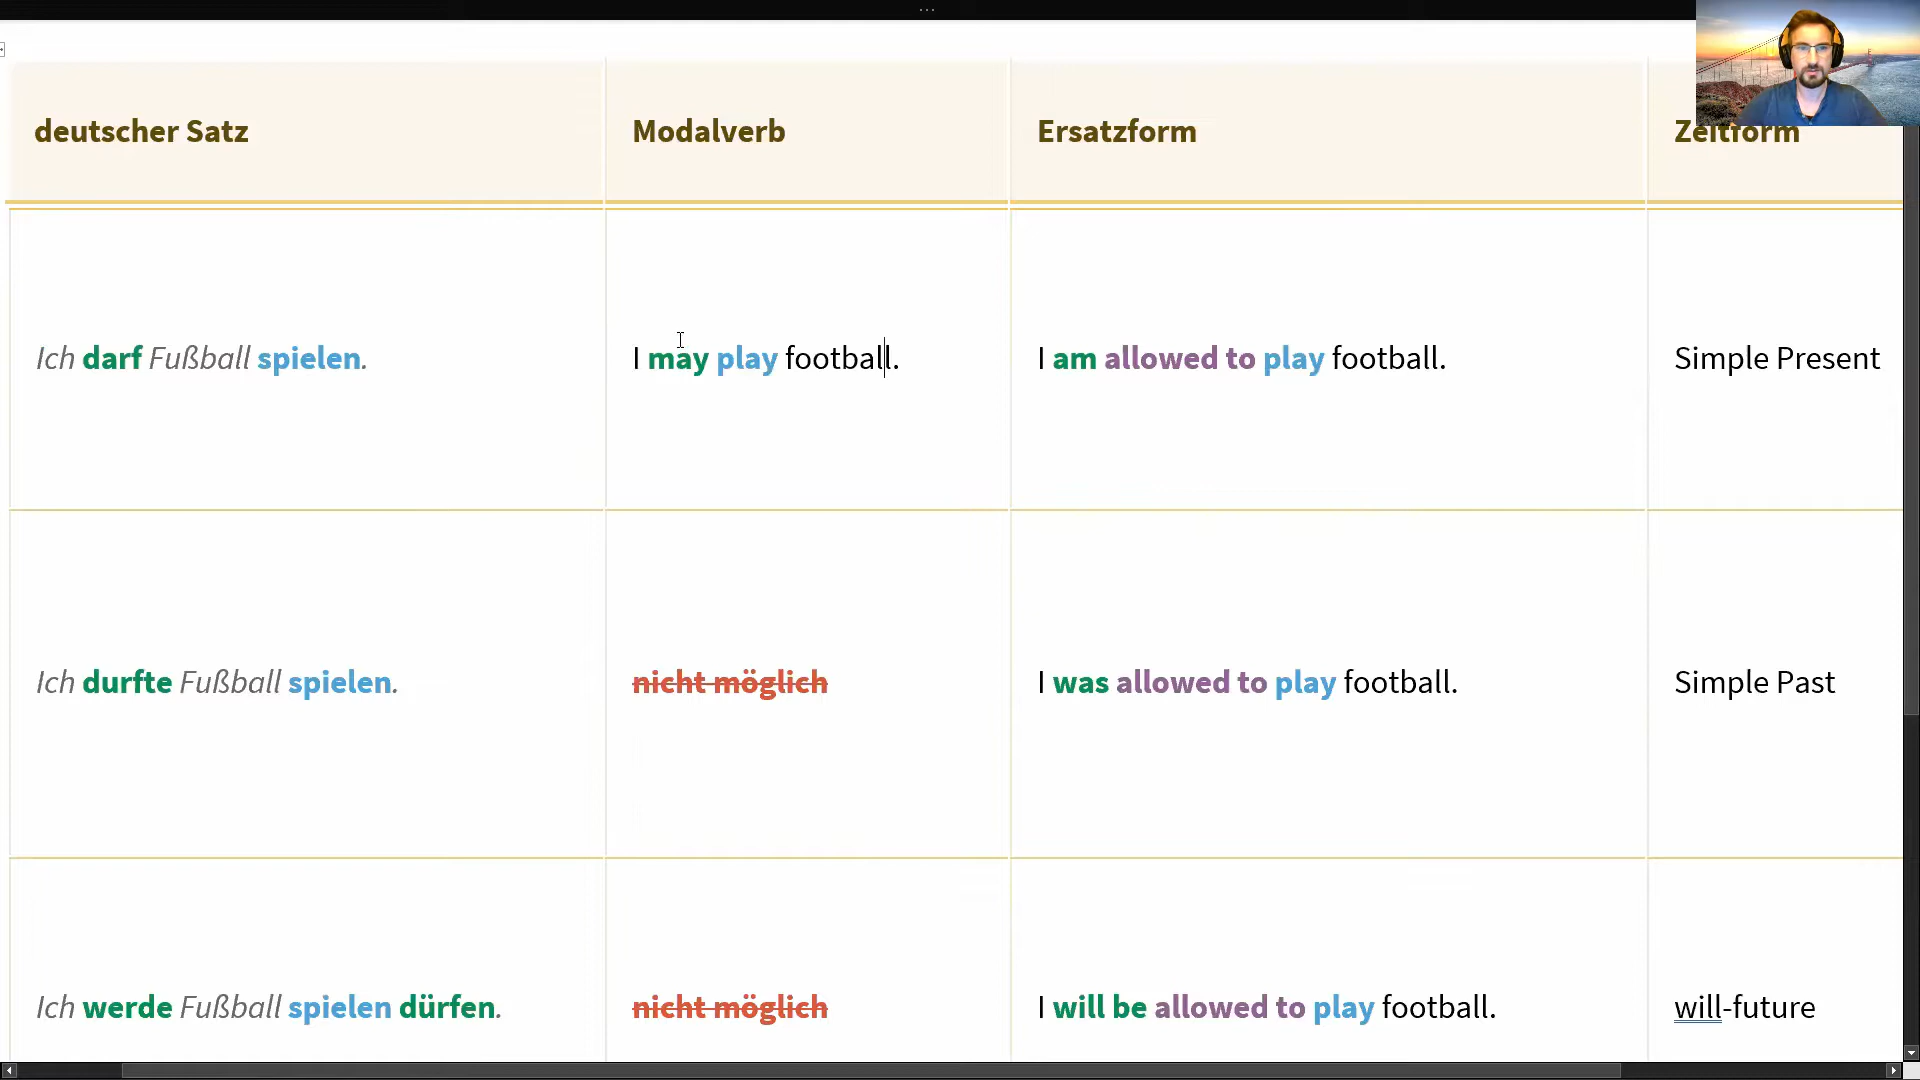 deutscher Satz Modalverb Ersatzform Zeitform
Ich darf Fußball spielen. I may play football. I am allowed to play football. Simple Present
Ich durfte Fußball spielen. nicht möglich I was allowed to play football. Simple Past
Ich werde Fußball spielen dürfen. nicht möglich I will be allowed to play football. will-future